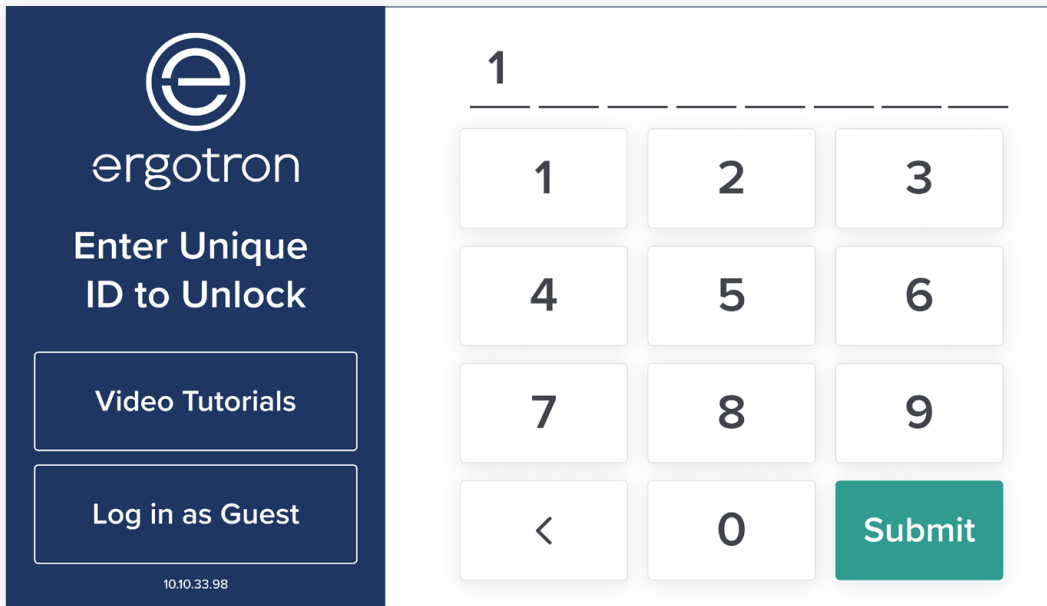 ergotron
Enter Unique
ID to Unlock
Video Tutorials
Log in as Guest
10.10.33.98
1
1 2 3
4 5 6
7 8 9
< 0 Submit